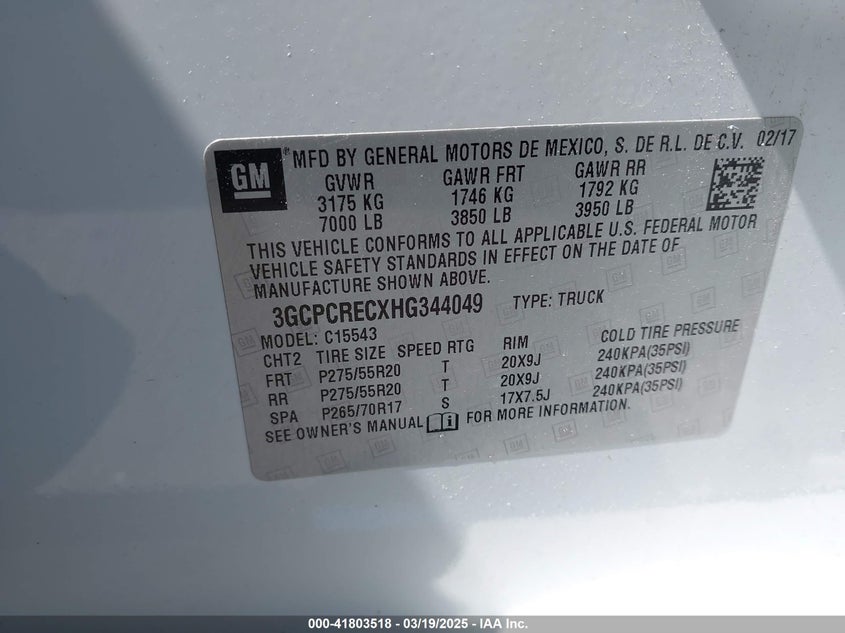 GM ® MFD BY GENERAL MOTORS DE MEXICO, S. DE R.L. DE C.V. 02/17
GVWR GAWR FRT GAWR RR
3175 KG 1746 KG 1792 KG
7000 LB 3850 LB 3950 LB
THIS VEHICLE CONFORMS TO ALL APPLICABLE U.S. FEDERAL MOTOR
VEHICLE SAFETY STANDARDS IN EFFECT ON THE DATE OF
MANUFACTURE SHOWN ABOVE.
3GCPCRECXHG344049 TYPE: TRUCK
MODEL: C15543
CHT2 TIRE SIZE SPEED RTG RIM COLD TIRE PRESSURE
FRT P275/55R20 T 20X9J 240KPA(35PSI)
RR P275/55R20 T 20X9J 240KPA(35PSI)
SPA P265/70R17 S 17X7.5J 240KPA(35PSI)
SEE OWNER'S MANUAL FOR MORE INFORMATION.
000-41803518 - 03/19/2025 - IAA Inc.